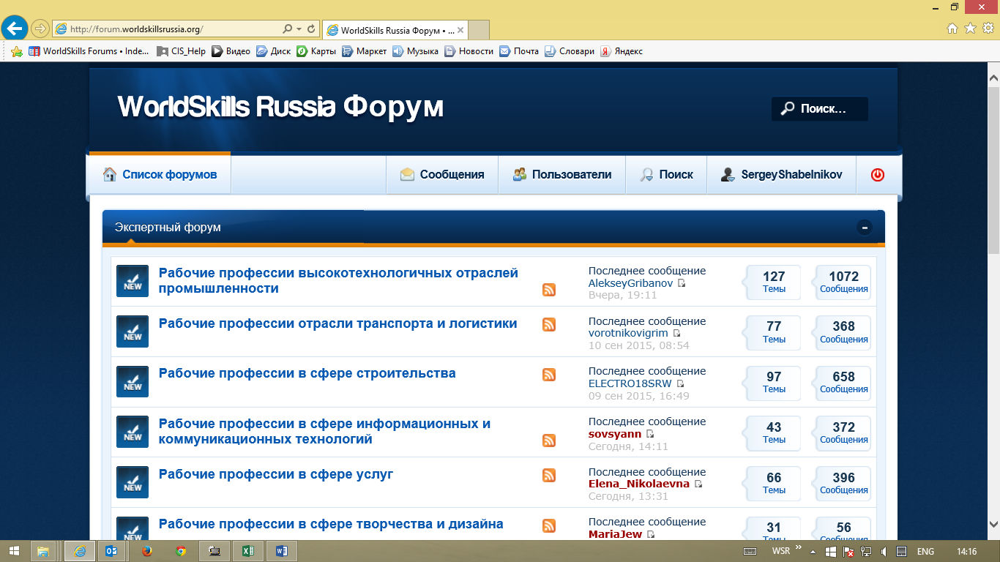 http://forum.worldskillsrussia.org/
WorldSkills Russia Форум • ...
WorldSkills Forums • Inde...
CIS_Help
Видео
Диск
Карты
Маркет
Музыка
Новости
Почта
Словари
Яндекс
WorldSkills Russia Форум
Поиск...
Список форумов
Сообщения
Пользователи
Поиск
SergeyShabelnikov
Экспертный форум
NEW
Рабочие профессии высокотехнологичных отраслей
промышленности
Последнее сообщение
AlekseyGribanov
Вчера, 19:11
127
Темы
1072
Сообщения
NEW
Рабочие профессии отрасли транспорта и логистики
Последнее сообщение
vorotnikovigrim
10 сен 2015, 08:54
77
Темы
368
Сообщения
NEW
Рабочие профессии в сфере строительства
Последнее сообщение
ELECTRO18SRW
09 сен 2015, 16:49
97
Темы
658
Сообщения
NEW
Рабочие профессии в сфере информационных и
коммуникационных технологий
Последнее сообщение
sovsyann
Сегодня, 14:11
43
Темы
372
Сообщения
NEW
Рабочие профессии в сфере услуг
Последнее сообщение
Elena_Nikolaevna
Сегодня, 13:31
66
Темы
396
Сообщения
NEW
Рабочие профессии в сфере творчества и дизайна
Последнее сообщение
MariaJew
31
Темы
56
Сообщения
WSR
ENG
14:16